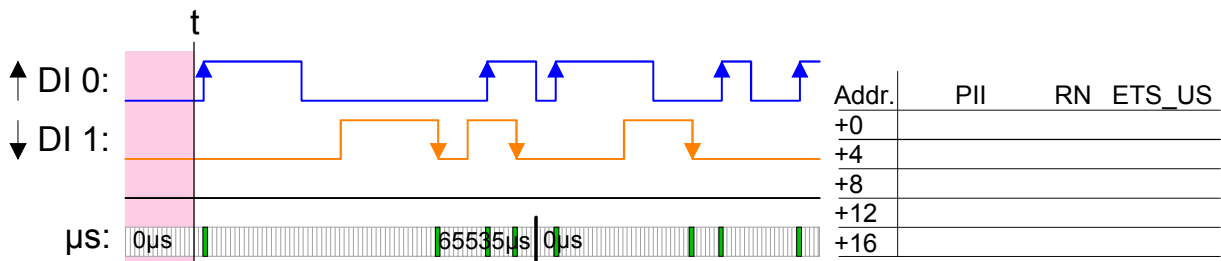 t
DI 0:
DI 1:
µs: 0µs 65535µs 0µs
Addr. PII RN ETS_US
+0
+4
+8
+12
+16